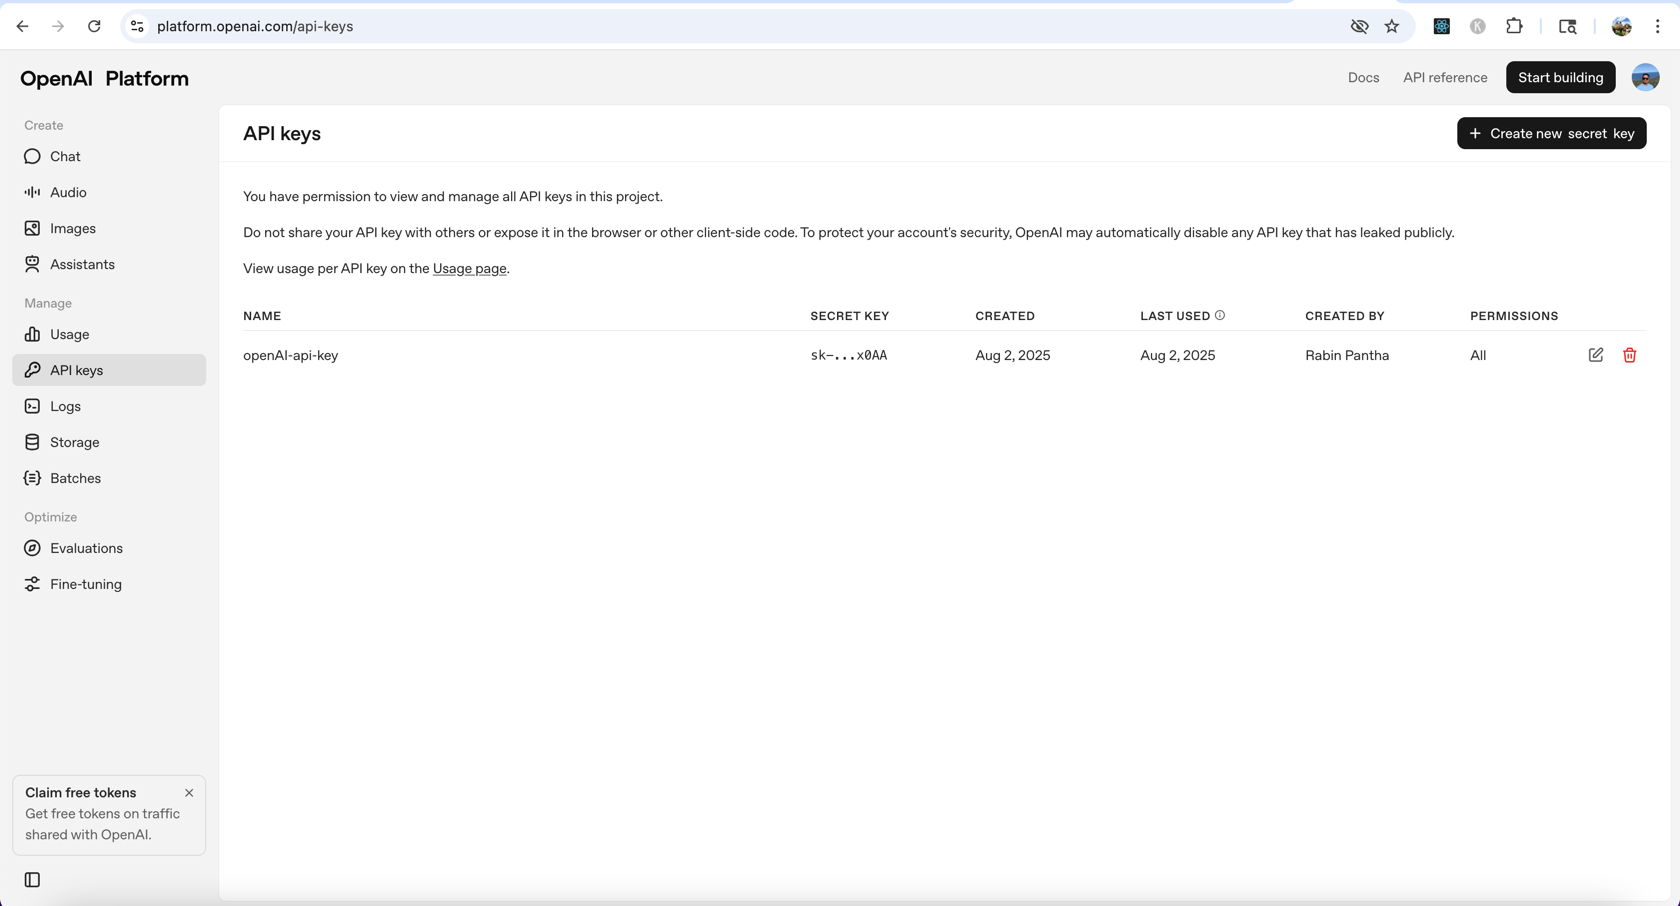 platform.openai.com/api-keys
K
OpenAI Platform
Docs
API reference
Start building
Create
Chat
Audio
Images
Assistants
Manage
Usage
API keys
Logs
Storage
Batches
Optimize
Evaluations
Fine-tuning
Claim free tokens
Get free tokens on traffic
shared with OpenAI.
API keys
+ Create new secret key
You have permission to view and manage all API keys in this project.
Do not share your API key with others or expose it in the browser or other client-side code. To protect your account's security, OpenAI may automatically disable any API key that has leaked publicly.
View usage per API key on the Usage page.
NAME SECRET KEY CREATED LAST USED CREATED BY PERMISSIONS
openAI-api-key sk-...x0AA Aug 2, 2025 Aug 2, 2025 Rabin Pantha All